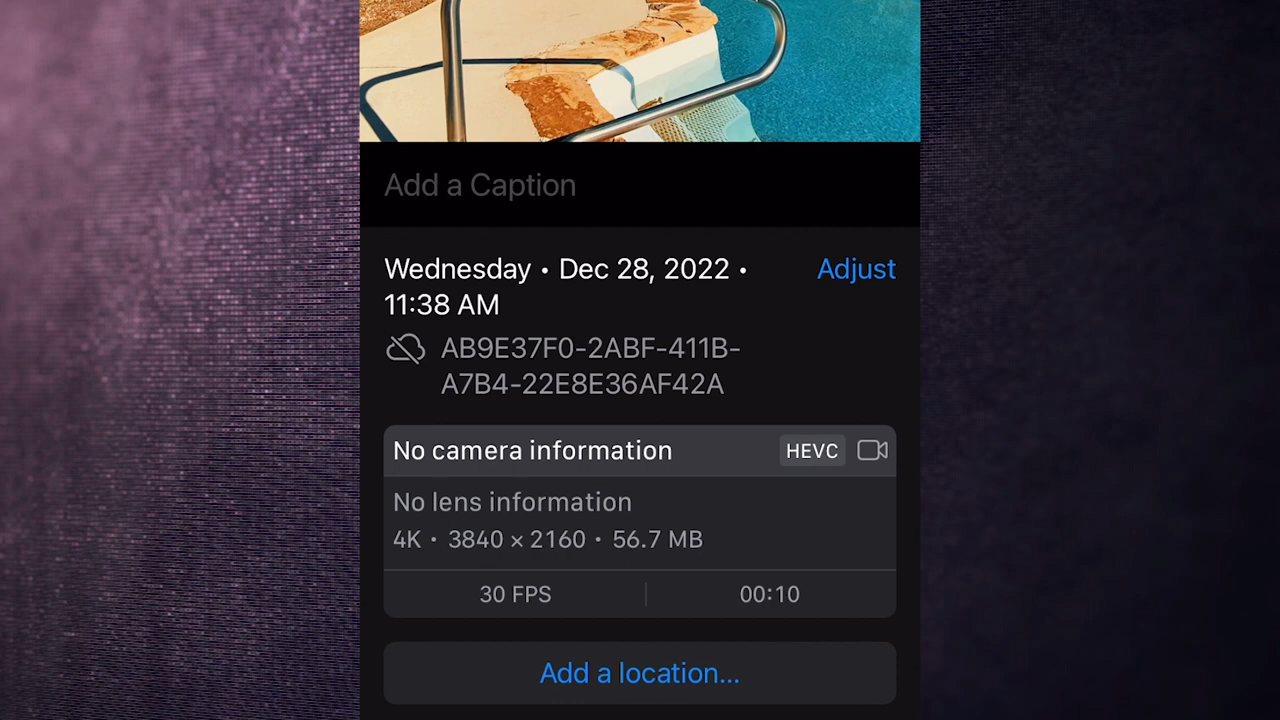 Add a Caption
Wednesday • Dec 28, 2022 •
Adjust
11:38 AM
AB9E37F0-2ABF-411B-
A7B4-22E8E36AF42A
No camera information
HEVC
No lens information
4K • 3840 × 2160 • 56.7 MB
30 FPS
00:10
Add a location...